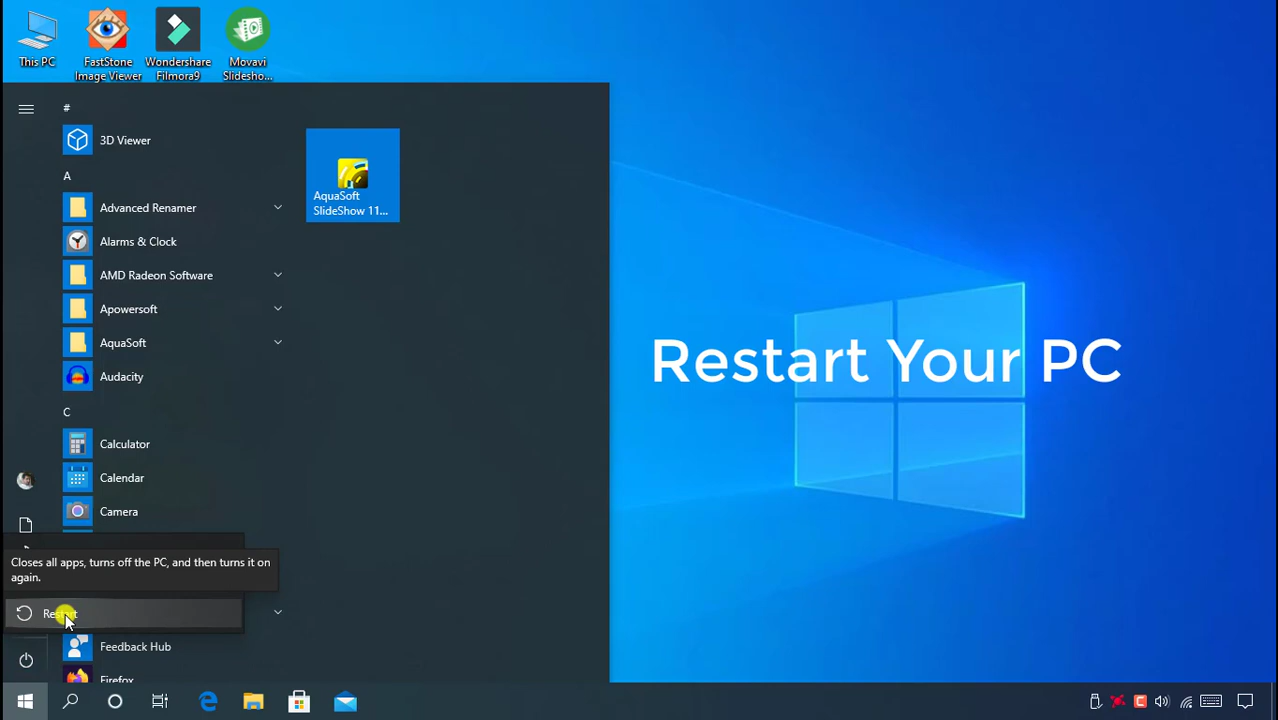 This PC
FastStone
Image Viewer
Wondershare
Filmora9
Movavi
Slidesho...
#
3D Viewer
A
Advanced Renamer
Alarms & Clock
AMD Radeon Software
Apowersoft
AquaSoft
Audacity
C
Calculator
Calendar
Camera
AquaSoft
SlideShow 11...
Restart Your PC
Closes all apps, turns off the PC, and then turns it on
again.
Restart
Feedback Hub
Firefox